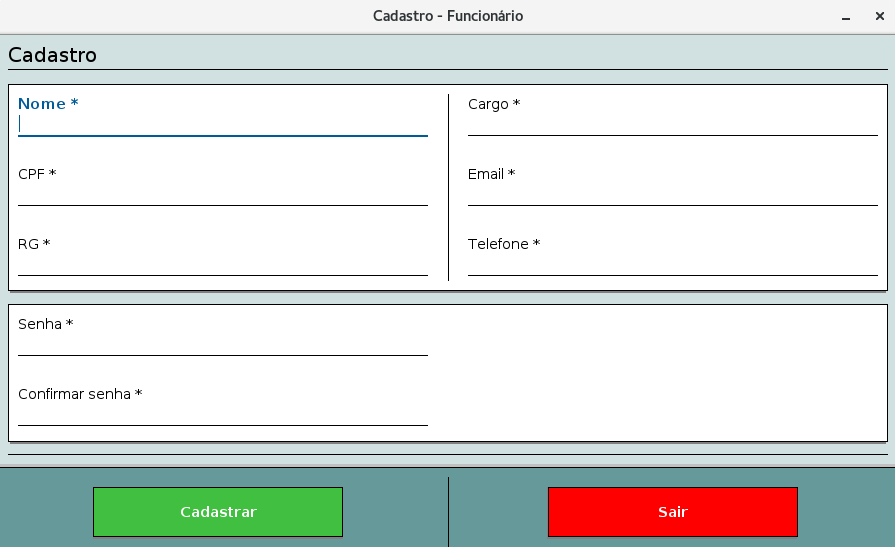 Cadastro - Funcionário
Cadastro
Nome *
Cargo *
CPF *
Email *
RG *
Telefone *
Senha *
Confirmar senha *
Cadastrar
Sair